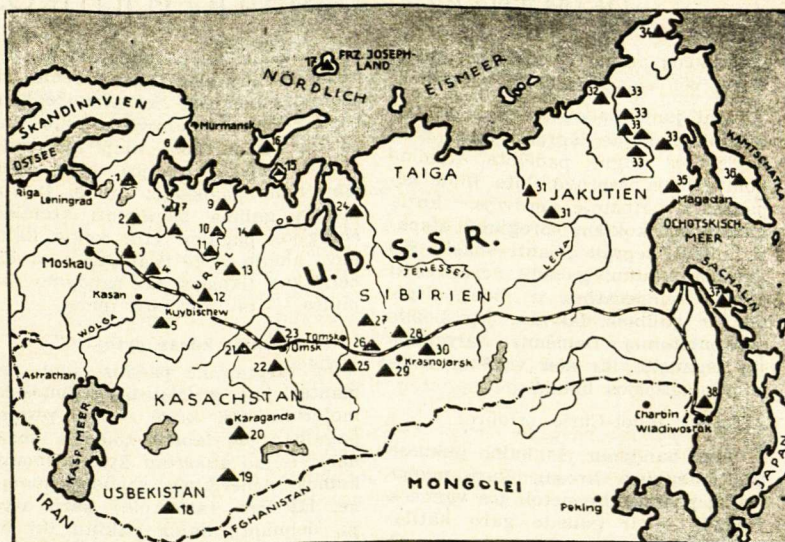 34
17
FRZ. JOSEPH-
LAND
NÖRDLICH
EISMEER
SKANDINAVIEN
Murmansk
32
33
33
33
33
33
OSTSEE
6
16
15
TAIGA
KAMTSCHATKA
1
Riga
Leningrad
31
JAKUTIEN
35
36
Magadan
2
7
9
24
31
10
14
OB
U.D.S.S.R.
OCHOTSKISCH.
MEER
LENA
Moskau
3
4
11
URAL
13
JENESSEI
SIBIRIEN
SACHALIN
37
Kasan
12
Kuybischew
WOLGA
5
27
23
Tomsk
26
28
21
Omsk
30
Krasnojarsk
22
25
29
Astrachan
KASACHSTAN
38
Charbin
Wladiwostok
Karaganda
20
KASP. MEER
JAPAN
19
MONGOLEI
USBEKISTAN
AFGHANISTAN
Peking
IRAN
18